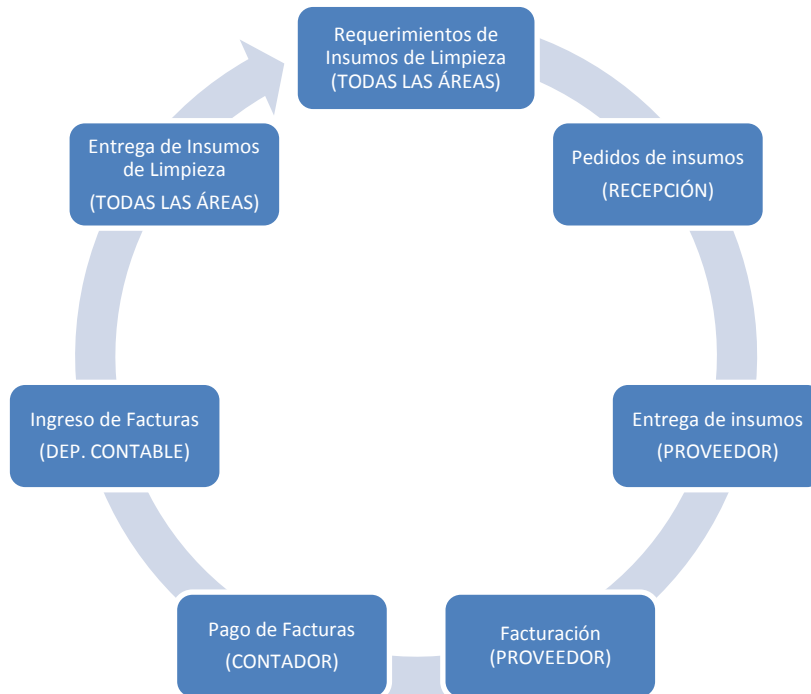 Requerimientos de
Insumos de Limpieza
(TODAS LAS ÁREAS)
Pedidos de insumos
(RECEPCIÓN)
Entrega de insumos
(PROVEEDOR)
Facturación
(PROVEEDOR)
Pago de Facturas
(CONTADOR)
Ingreso de Facturas
(DEP. CONTABLE)
Entrega de Insumos
de Limpieza
(TODAS LAS ÁREAS)